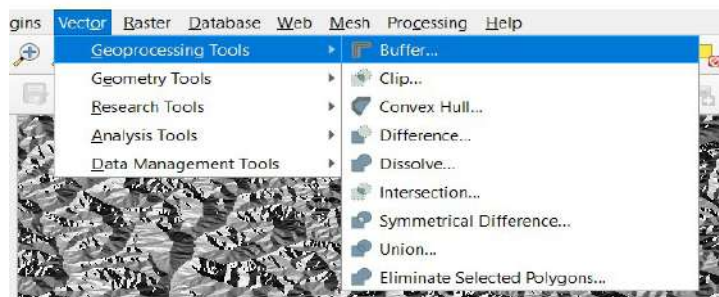 gins Vector Raster Database Web Mesh Processing Help
Geoprocessing Tools
Geometry Tools
Research Tools
Analysis Tools
Data Management Tools
Buffer...
Clip...
Convex Hull...
Difference...
Dissolve...
Intersection...
Symmetrical Difference...
Union...
Eliminate Selected Polygons...